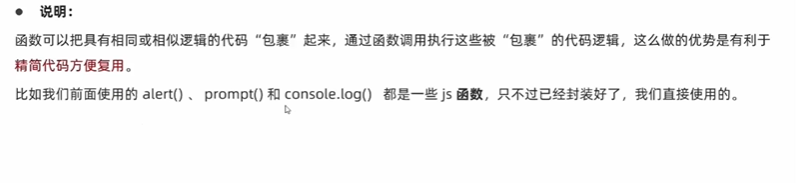 ● 说明：
函数可以把具有相同或相似逻辑的代码“包裹”起来，通过函数调用执行这些被“包裹”的代码逻辑，这么做的优势是有利于
精简代码方便复用。
比如我们前面使用的 alert() 、 prompt() 和 console.log() 都是一些 js 函数，只不过已经封装好了，我们直接使用的。